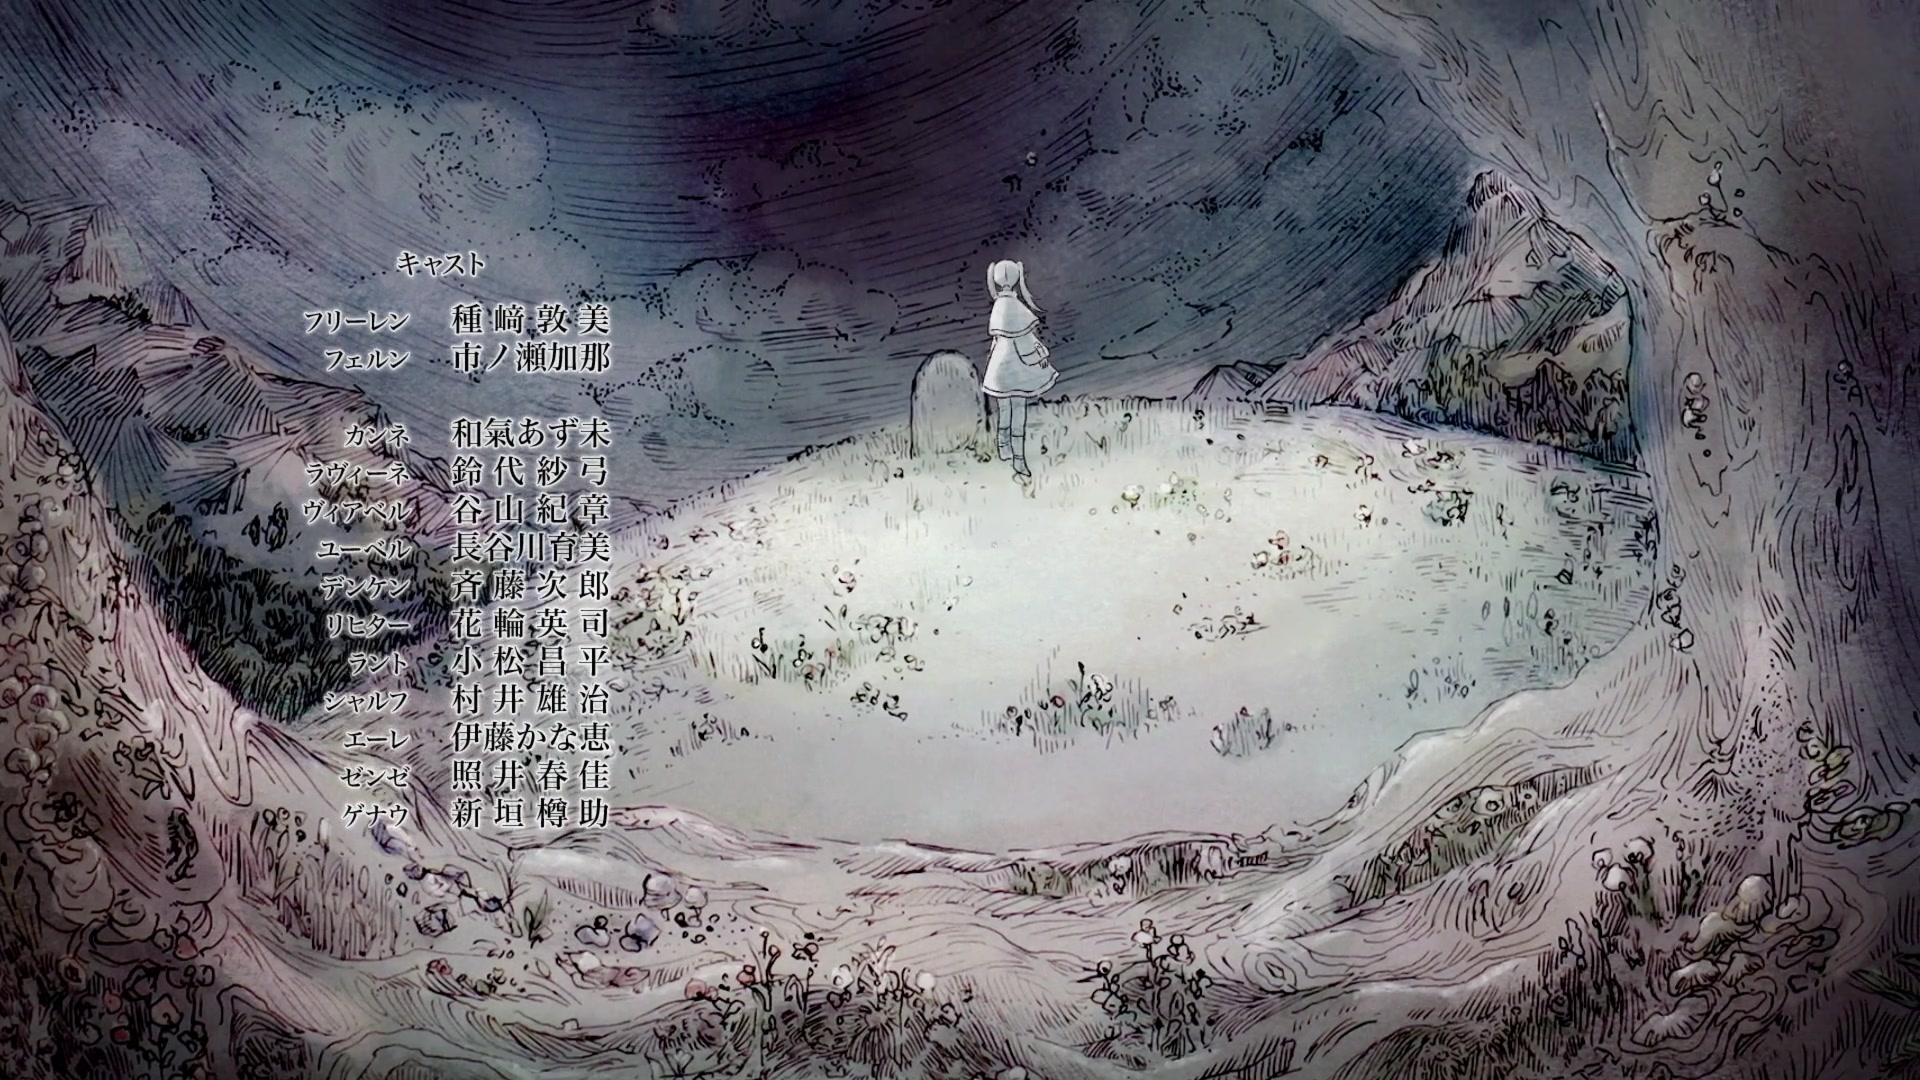 キャスト
フリーレン 種﨑敦美
フェルン 市ノ瀬加那
カンネ 和氣あず未
ラヴィーネ 鈴代紗弓
ヴィアベル 谷山紀章
ユーベル 長谷川育美
デンケン 斉藤次郎
リヒター 花輪英司
ラント 小松昌平
シャルフ 村井雄治
エーレ 伊藤かな恵
ゼンゼ 照井春佳
ゲナウ 新垣樽助